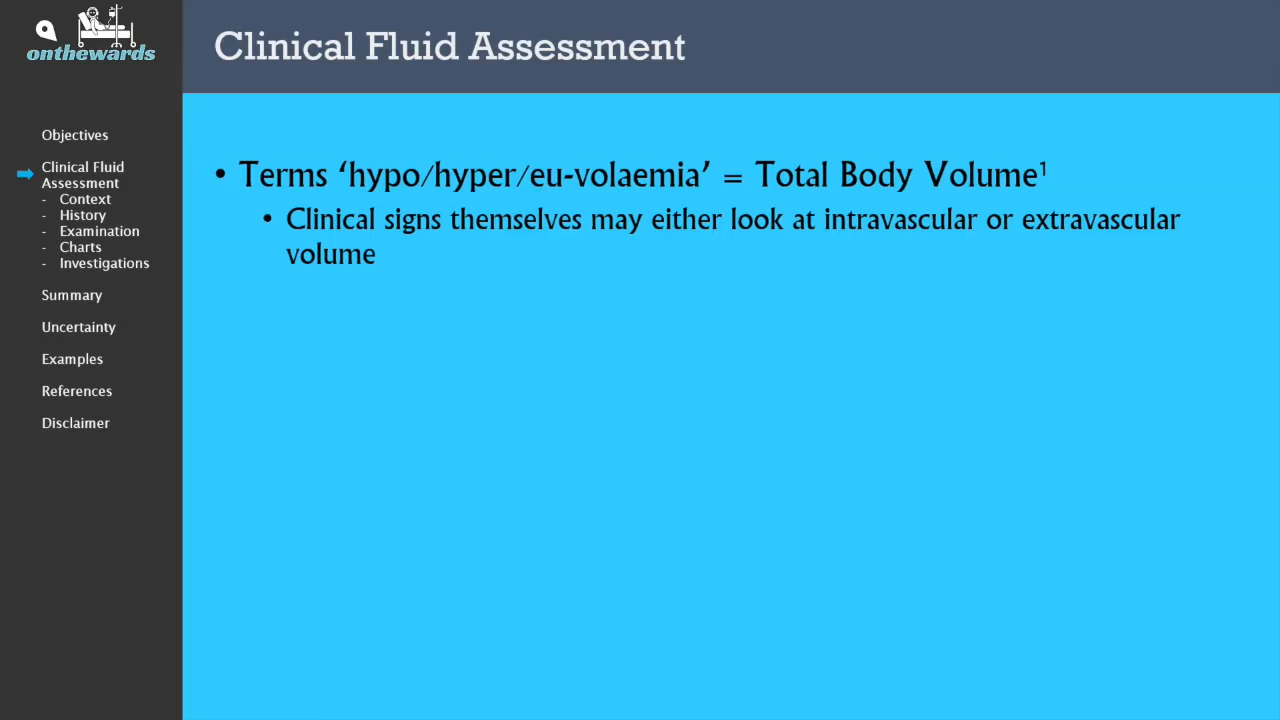 onthewards
Clinical Fluid Assessment
Objectives
Clinical Fluid
Assessment
- Context
- History
- Examination
- Charts
- Investigations
Summary
Uncertainty
Examples
References
Disclaimer
• Terms ‘hypo/hyper/eu-volaemia’ = Total Body Volume¹
• Clinical signs themselves may either look at intravascular or extravascular
volume